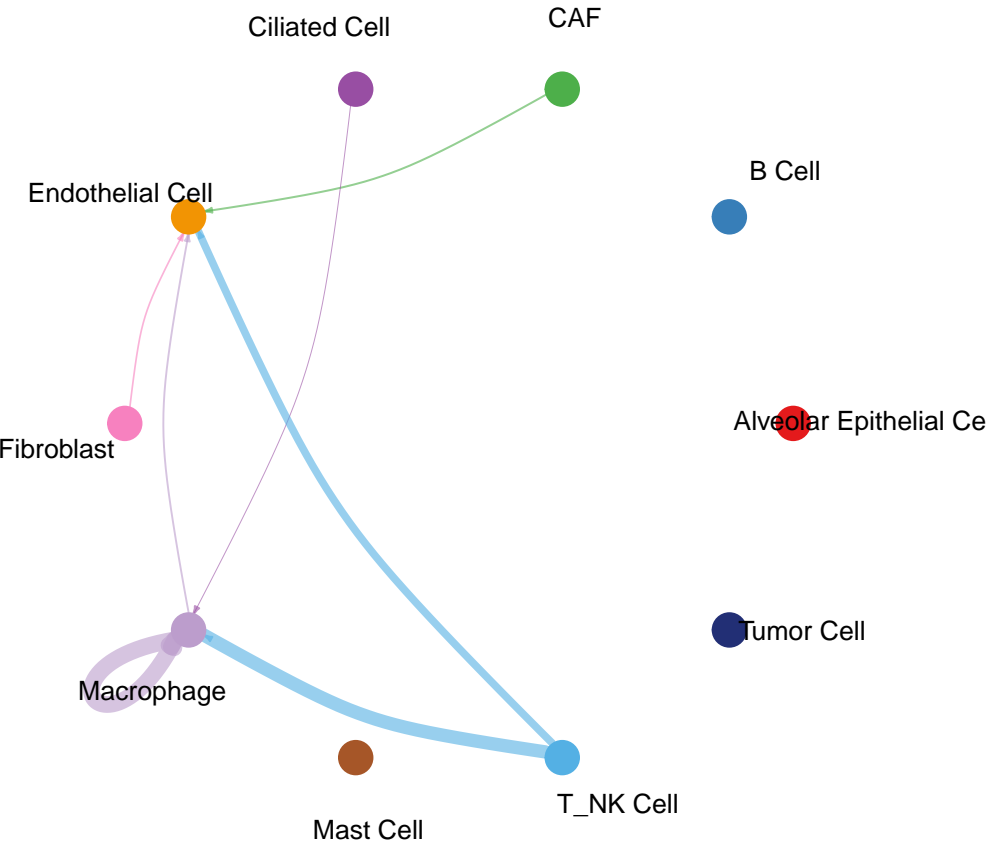 CAF
Ciliated Cell
B Cell
Endothelial Cell
Alveolar Epithelial Ce
Fibroblast
Tumor Cell
Macrophage
T_NK Cell
Mast Cell